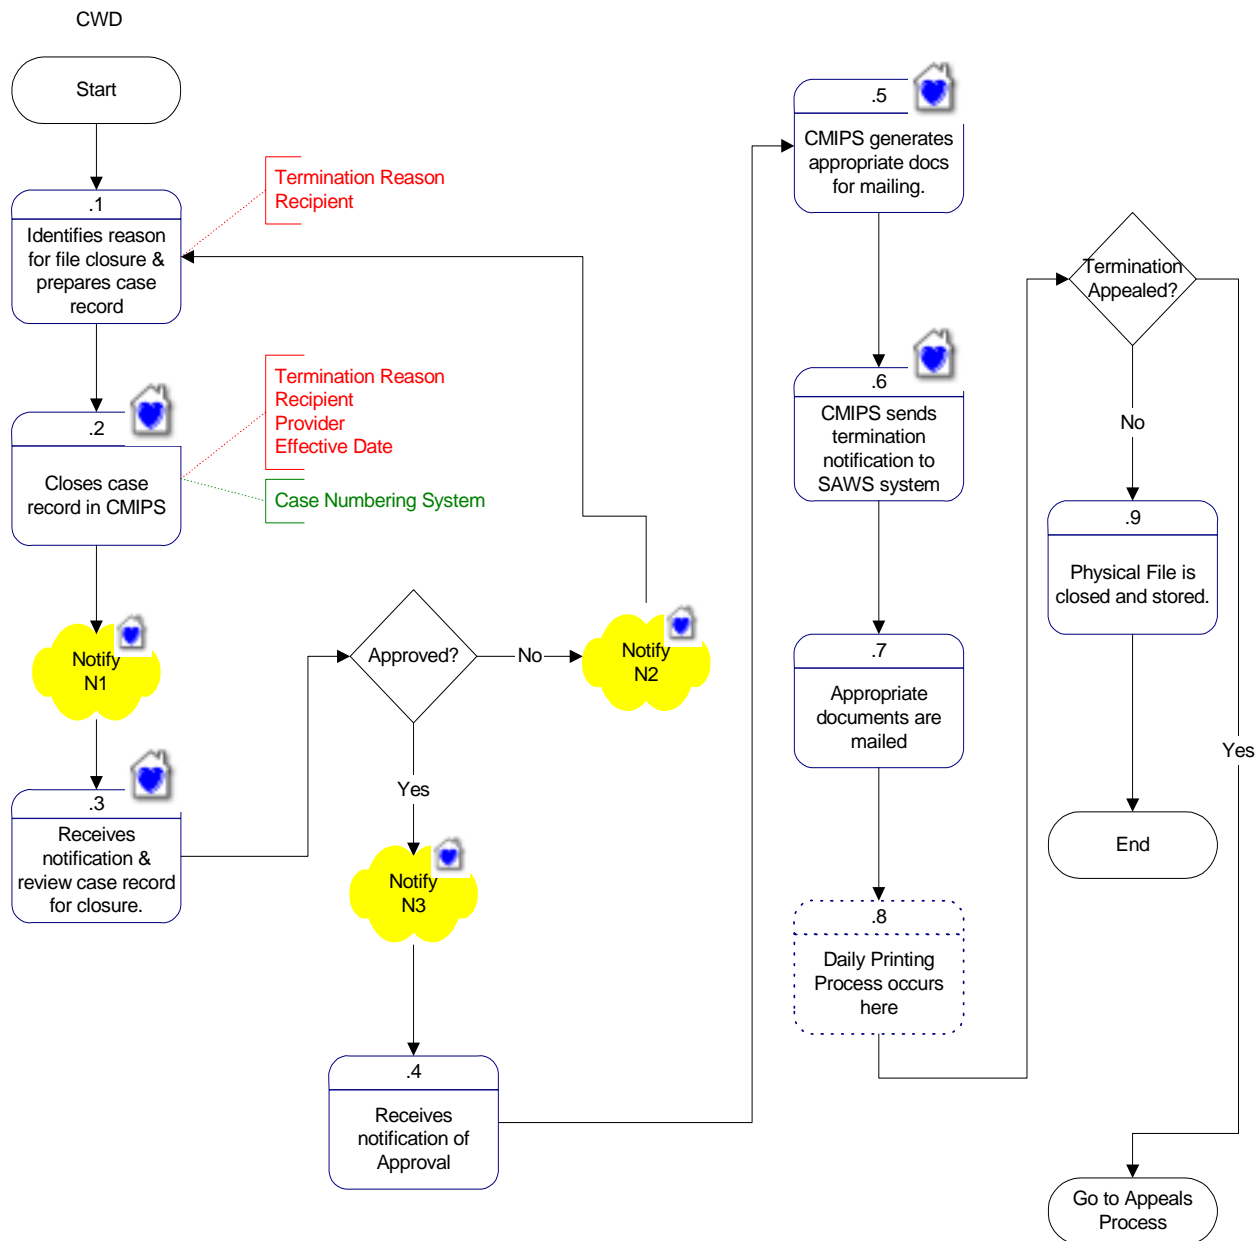 CWD
Start
.1
Identifies reason
for file closure &
prepares case
record
Termination Reason
Recipient
.2
Closes case
record in CMIPS
Termination Reason
Recipient
Provider
Effective Date
Case Numbering System
Notify
N1
.3
Receives
notification &
review case record
for closure.
Approved?
No
Notify
N2
Yes
Notify
N3
.4
Receives
notification of
Approval
.5
CMIPS generates
appropriate docs
for mailing.
.6
CMIPS sends
termination
notification to
SAWS system
.7
Appropriate
documents are
mailed
.8
Daily Printing
Process occurs
here
Termination
Appealed?
No
.9
Physical File is
closed and stored.
End
Yes
Go to Appeals
Process